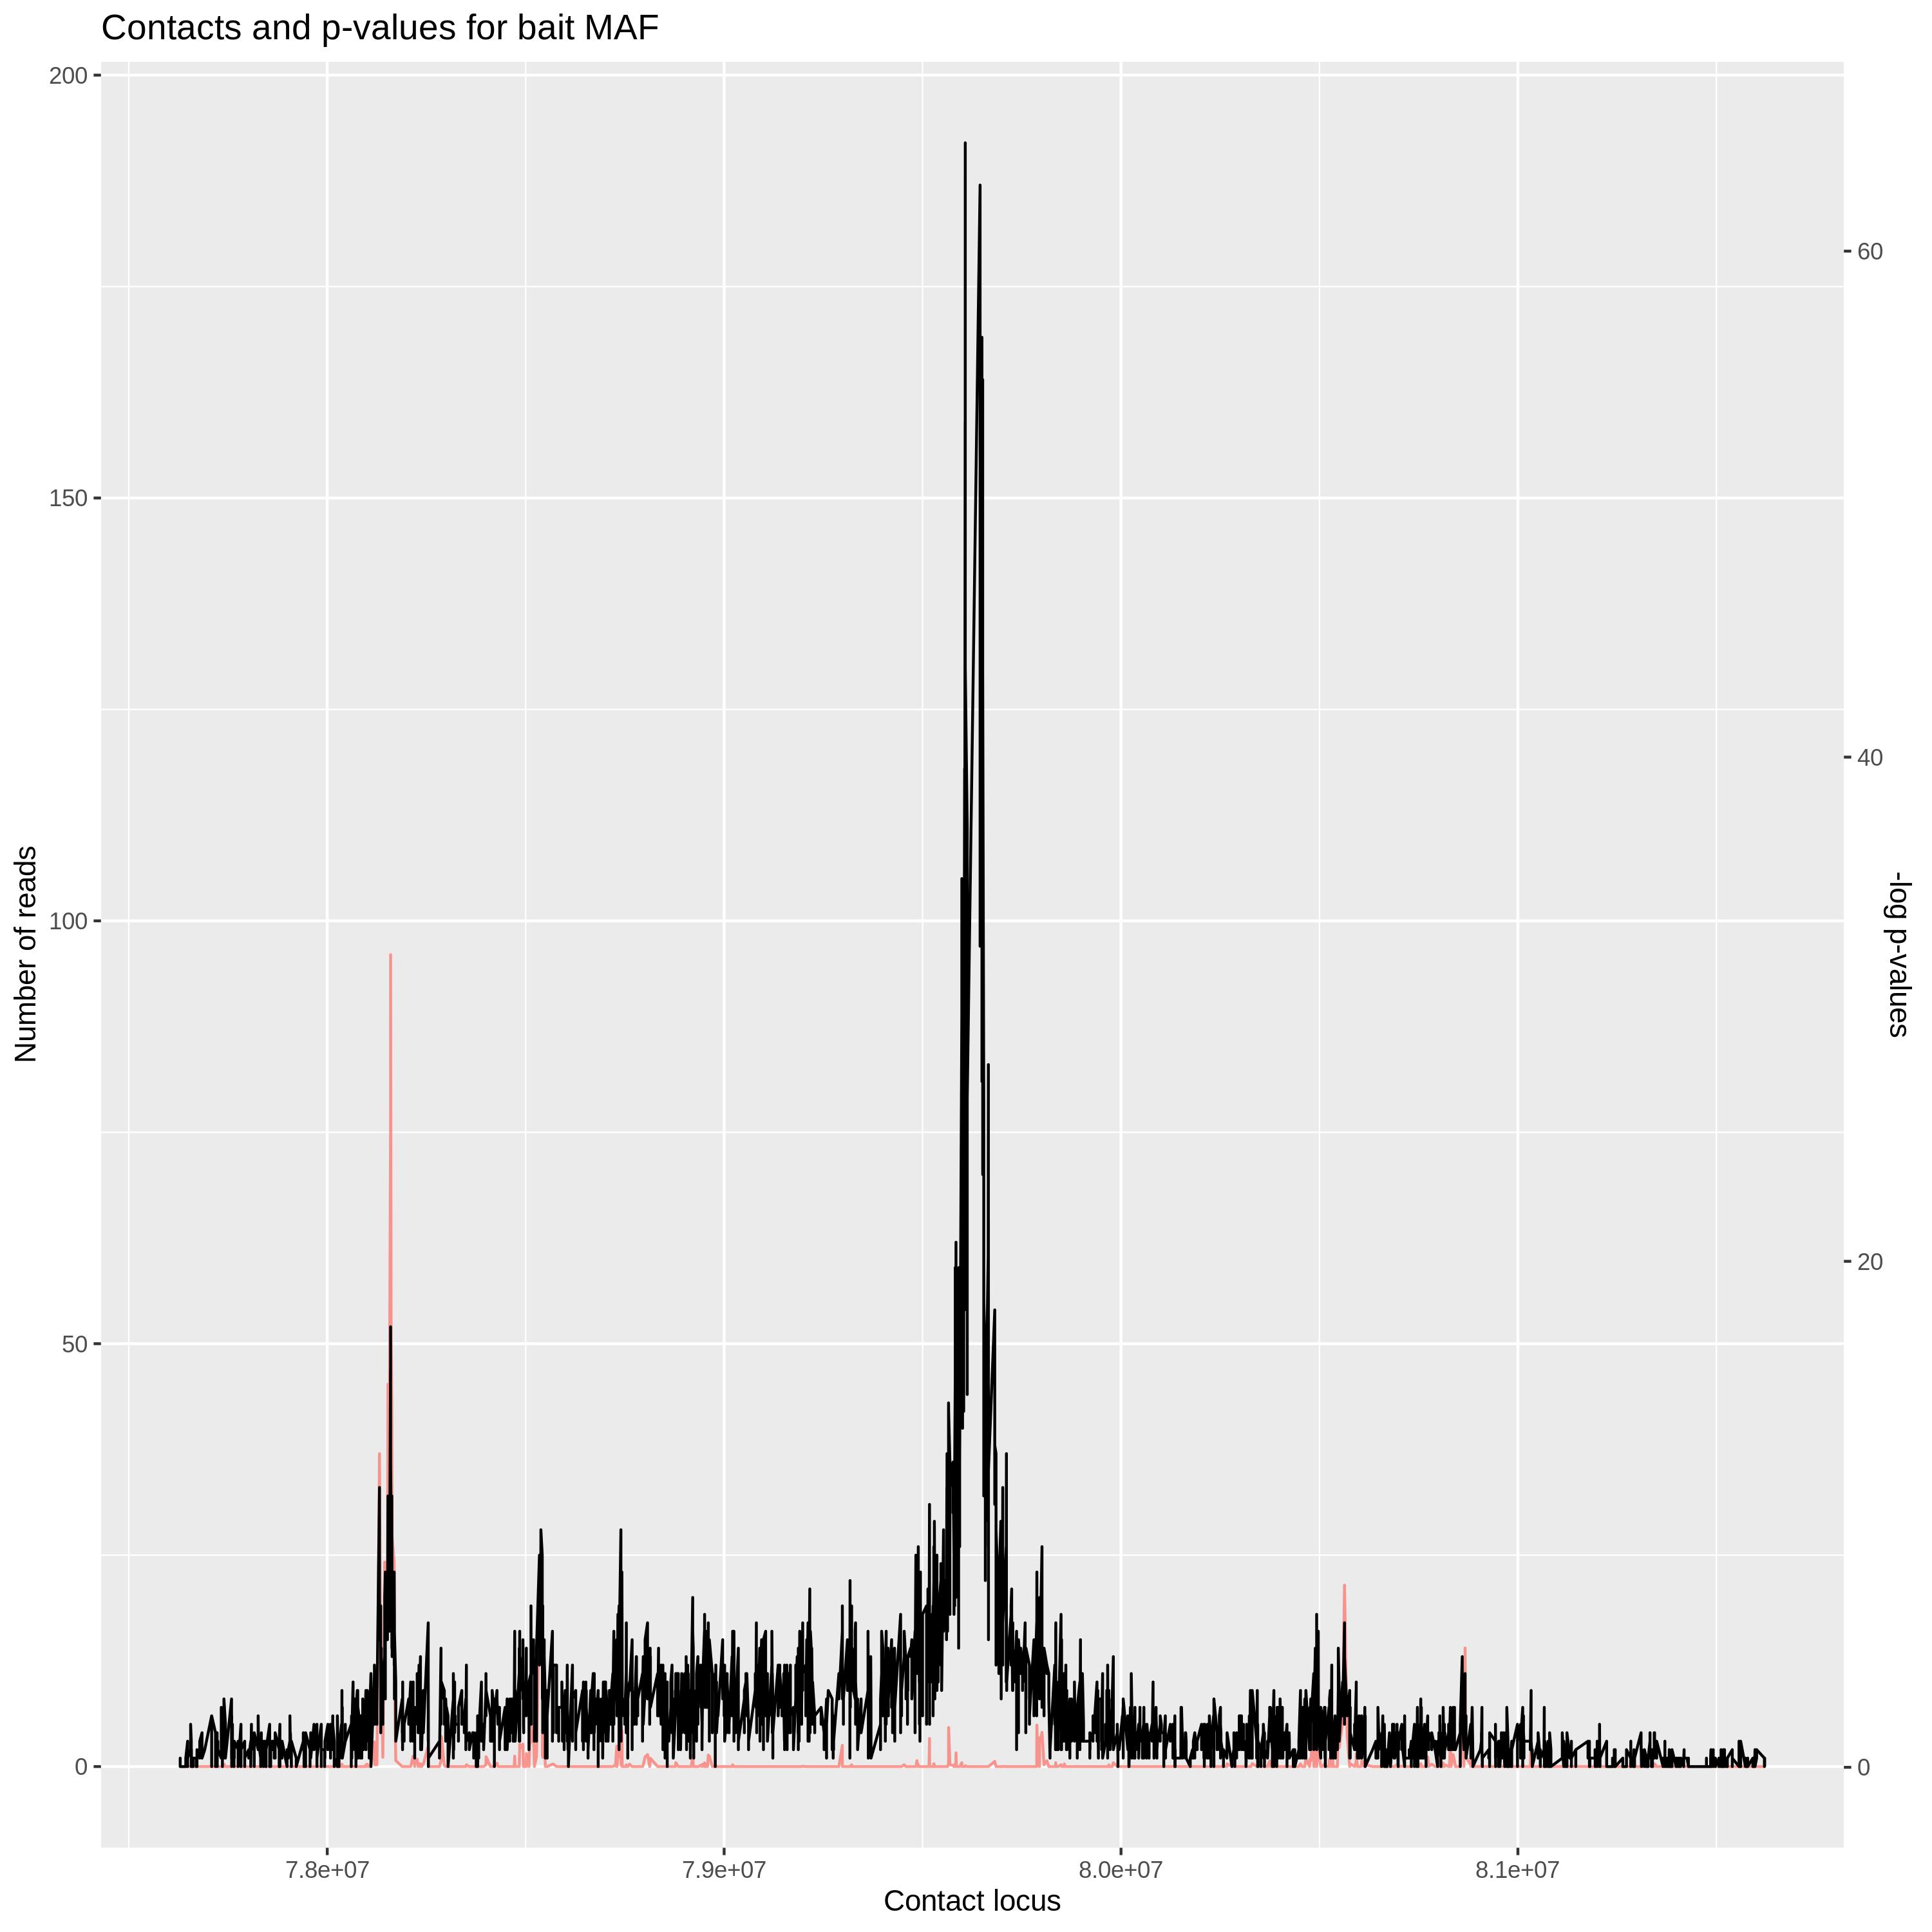 Contacts and p-values for bait MAF
200
150
100
50
0
Number of reads
60
40
20
0
-log p-values
7.8e+07
7.9e+07
8.0e+07
8.1e+07
Contact locus